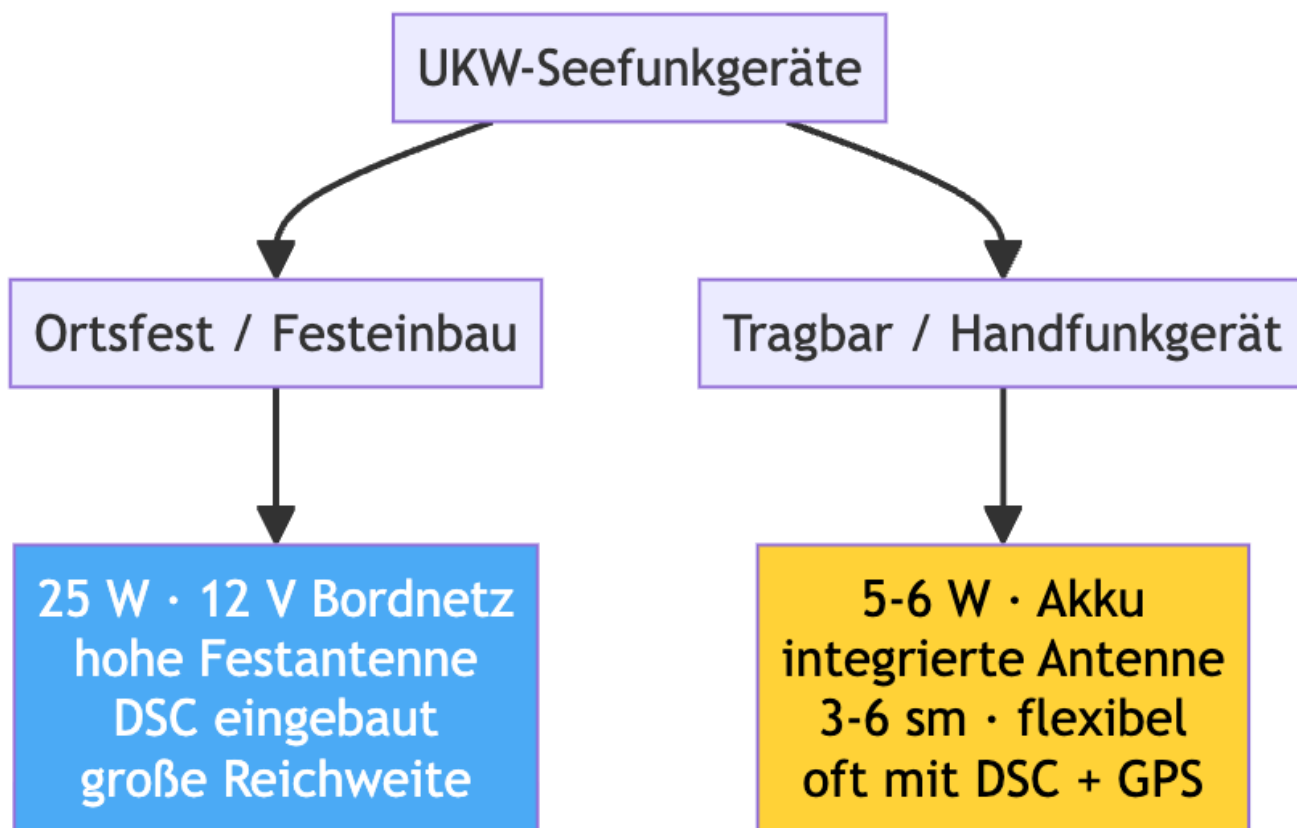 UKW-Seefunkgeräte
Ortsfest / Festeinbau
Tragbar / Handfunkgerät
25 W · 12 V Bordnetz
hohe Festantenne
DSC eingebaut
große Reichweite
5-6 W · Akku
integrierte Antenne
3-6 sm · flexibel
oft mit DSC + GPS